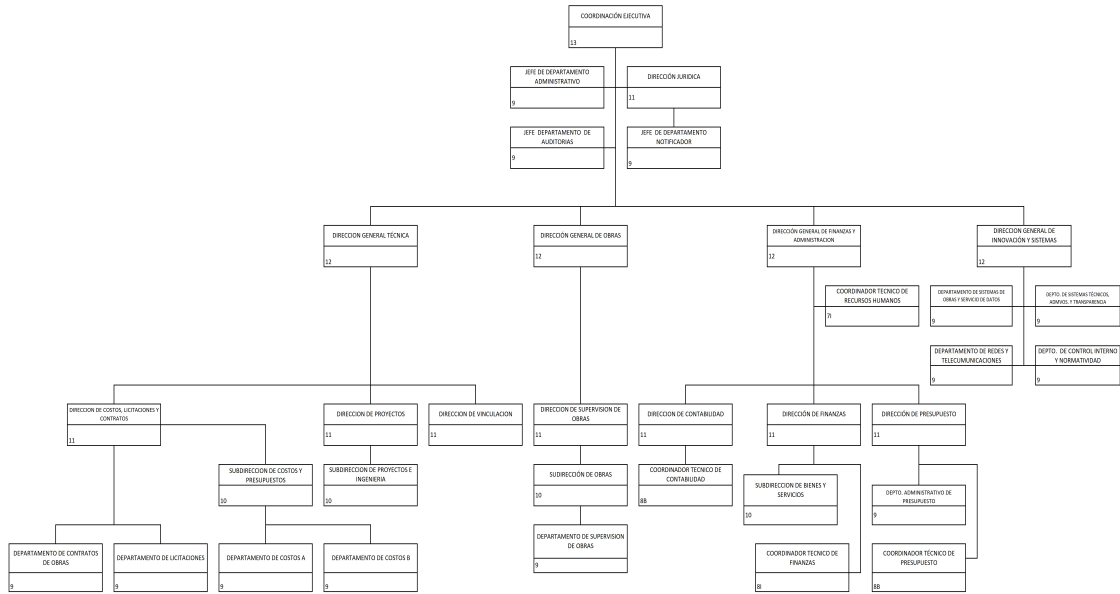 COORDINACIÓN EJECUTIVA
13
JEFE DE DEPARTAMENTO
ADMINISTRATIVO
9
DIRECCIÓN JURIDICA
11
JEFE DEPARTAMENTO DE
AUDITORIAS
9
JEFE DE DEPARTAMENTO
NOTIFICADOR
9
DIRECCION GENERAL TÉCNICA
12
DIRECCIÓN GENERAL DE OBRAS
12
DIRECCIÓN GENERAL DE FINANZAS Y
ADMINISTRACION
12
DIRECCION GENERAL DE
INNOVACIÓN Y SISTEMAS
12
COORDINADOR TECNICO DE
RECURSOS HUMANOS
7I
DEPARTAMENTO DE SISTEMAS DE
OBRAS Y SERVICIO DE DATOS
9
DEPTO. DE SISTEMAS TÉCNICOS,
ADMVOS. Y TRANSPARENCIA
9
DEPARTAMENTO DE REDES Y
TELECOMUNICACIONES
9
DEPTO. DE CONTROL INTERNO
Y NORMATIVIDAD
9
DIRECCION DE COSTOS, LICITACIONES Y
CONTRATOS
11
DIRECCION DE PROYECTOS
11
DIRECCION DE VINCULACION
11
DIRECCION DE SUPERVISION DE
OBRAS
11
DIRECCION DE CONTABILIDAD
11
DIRECCIÓN DE FINANZAS
11
DIRECCIÓN DE PRESUPUESTO
11
SUBDIRECCION DE COSTOS Y
PRESUPUESTOS
10
SUBDIRECCION DE PROYECTOS E
INGENIERIA
10
SUDIRECCIÓN DE OBRAS
10
COORDINADOR TECNICO DE
CONTABILIDAD
8B
SUBDIRECCION DE BIENES Y
SERVICIOS
10
DEPTO. ADMINISTRATIVO DE
PRESUPUESTO
9
DEPARTAMENTO DE CONTRATOS
DE OBRAS
9
DEPARTAMENTO DE LICITACIONES
9
DEPARTAMENTO DE COSTOS A
9
DEPARTAMENTO DE COSTOS B
9
DEPARTAMENTO DE SUPERVISION
DE OBRAS
9
COORDINADOR TECNICO DE
FINANZAS
8I
COORDINADOR TÉCNICO DE
PRESUPUESTO
8B